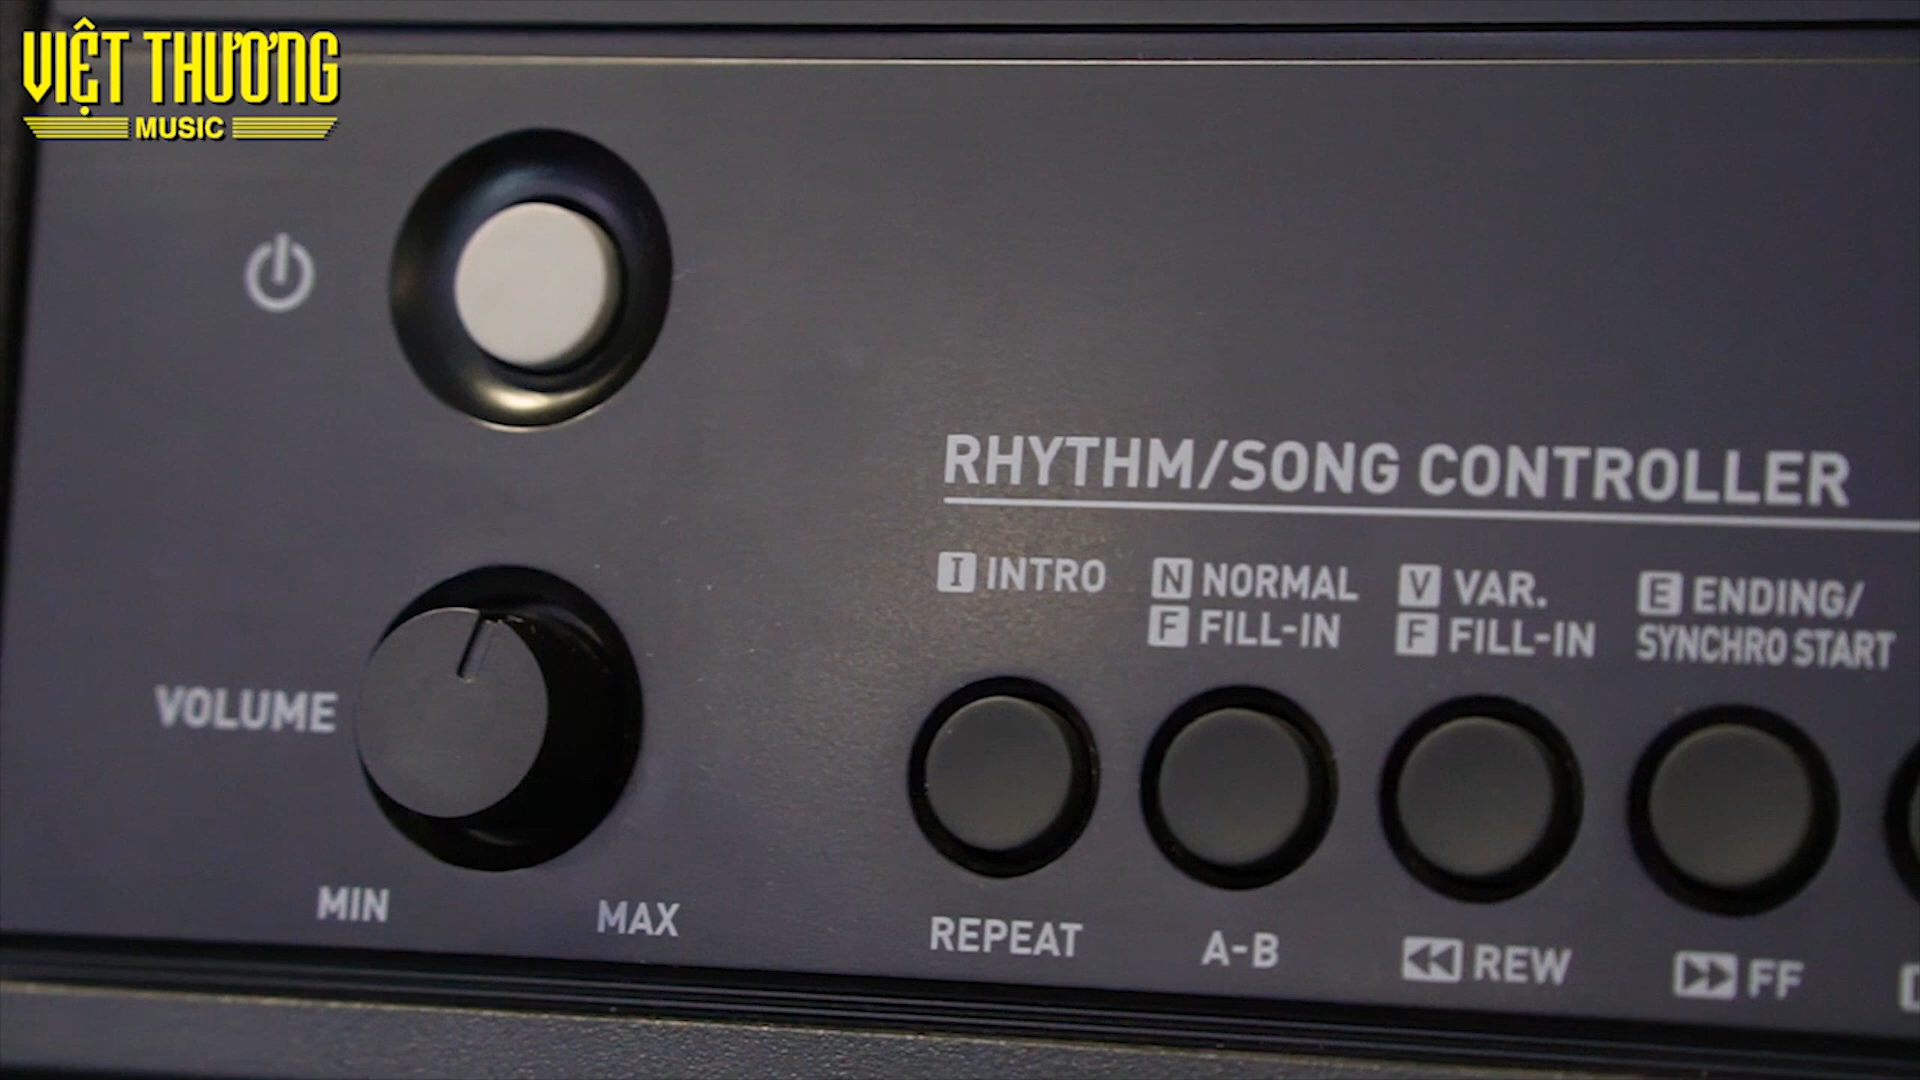 VIỆT THƯƠNG
MUSIC
RHYTHM/SONG CONTROLLER
I INTRO
N NORMAL
F FILL-IN
V VAR.
F FILL-IN
E ENDING/
SYNCHRO START
VOLUME
MIN
MAX
REPEAT
A-B
REW
FF